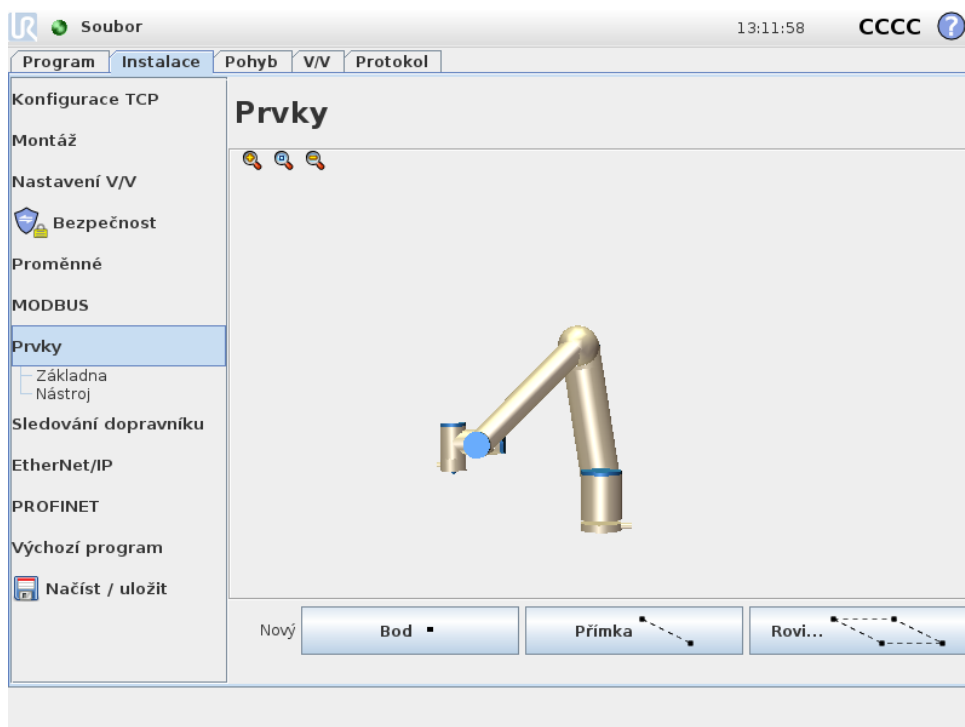 UR Soubor 13:11:58 CCCC ?
Program Instalace Pohyb V/V Protokol
Konfigurace TCP
Montáž
Nastavení V/V
Bezpečnost
Proměnné
MODBUS
Prvky
Základna
Nástroj
Sledování dopravníku
EtherNet/IP
PROFINET
Výchozí program
Načíst / uložit
Prvky
Nový Bod Přímka Rovi...